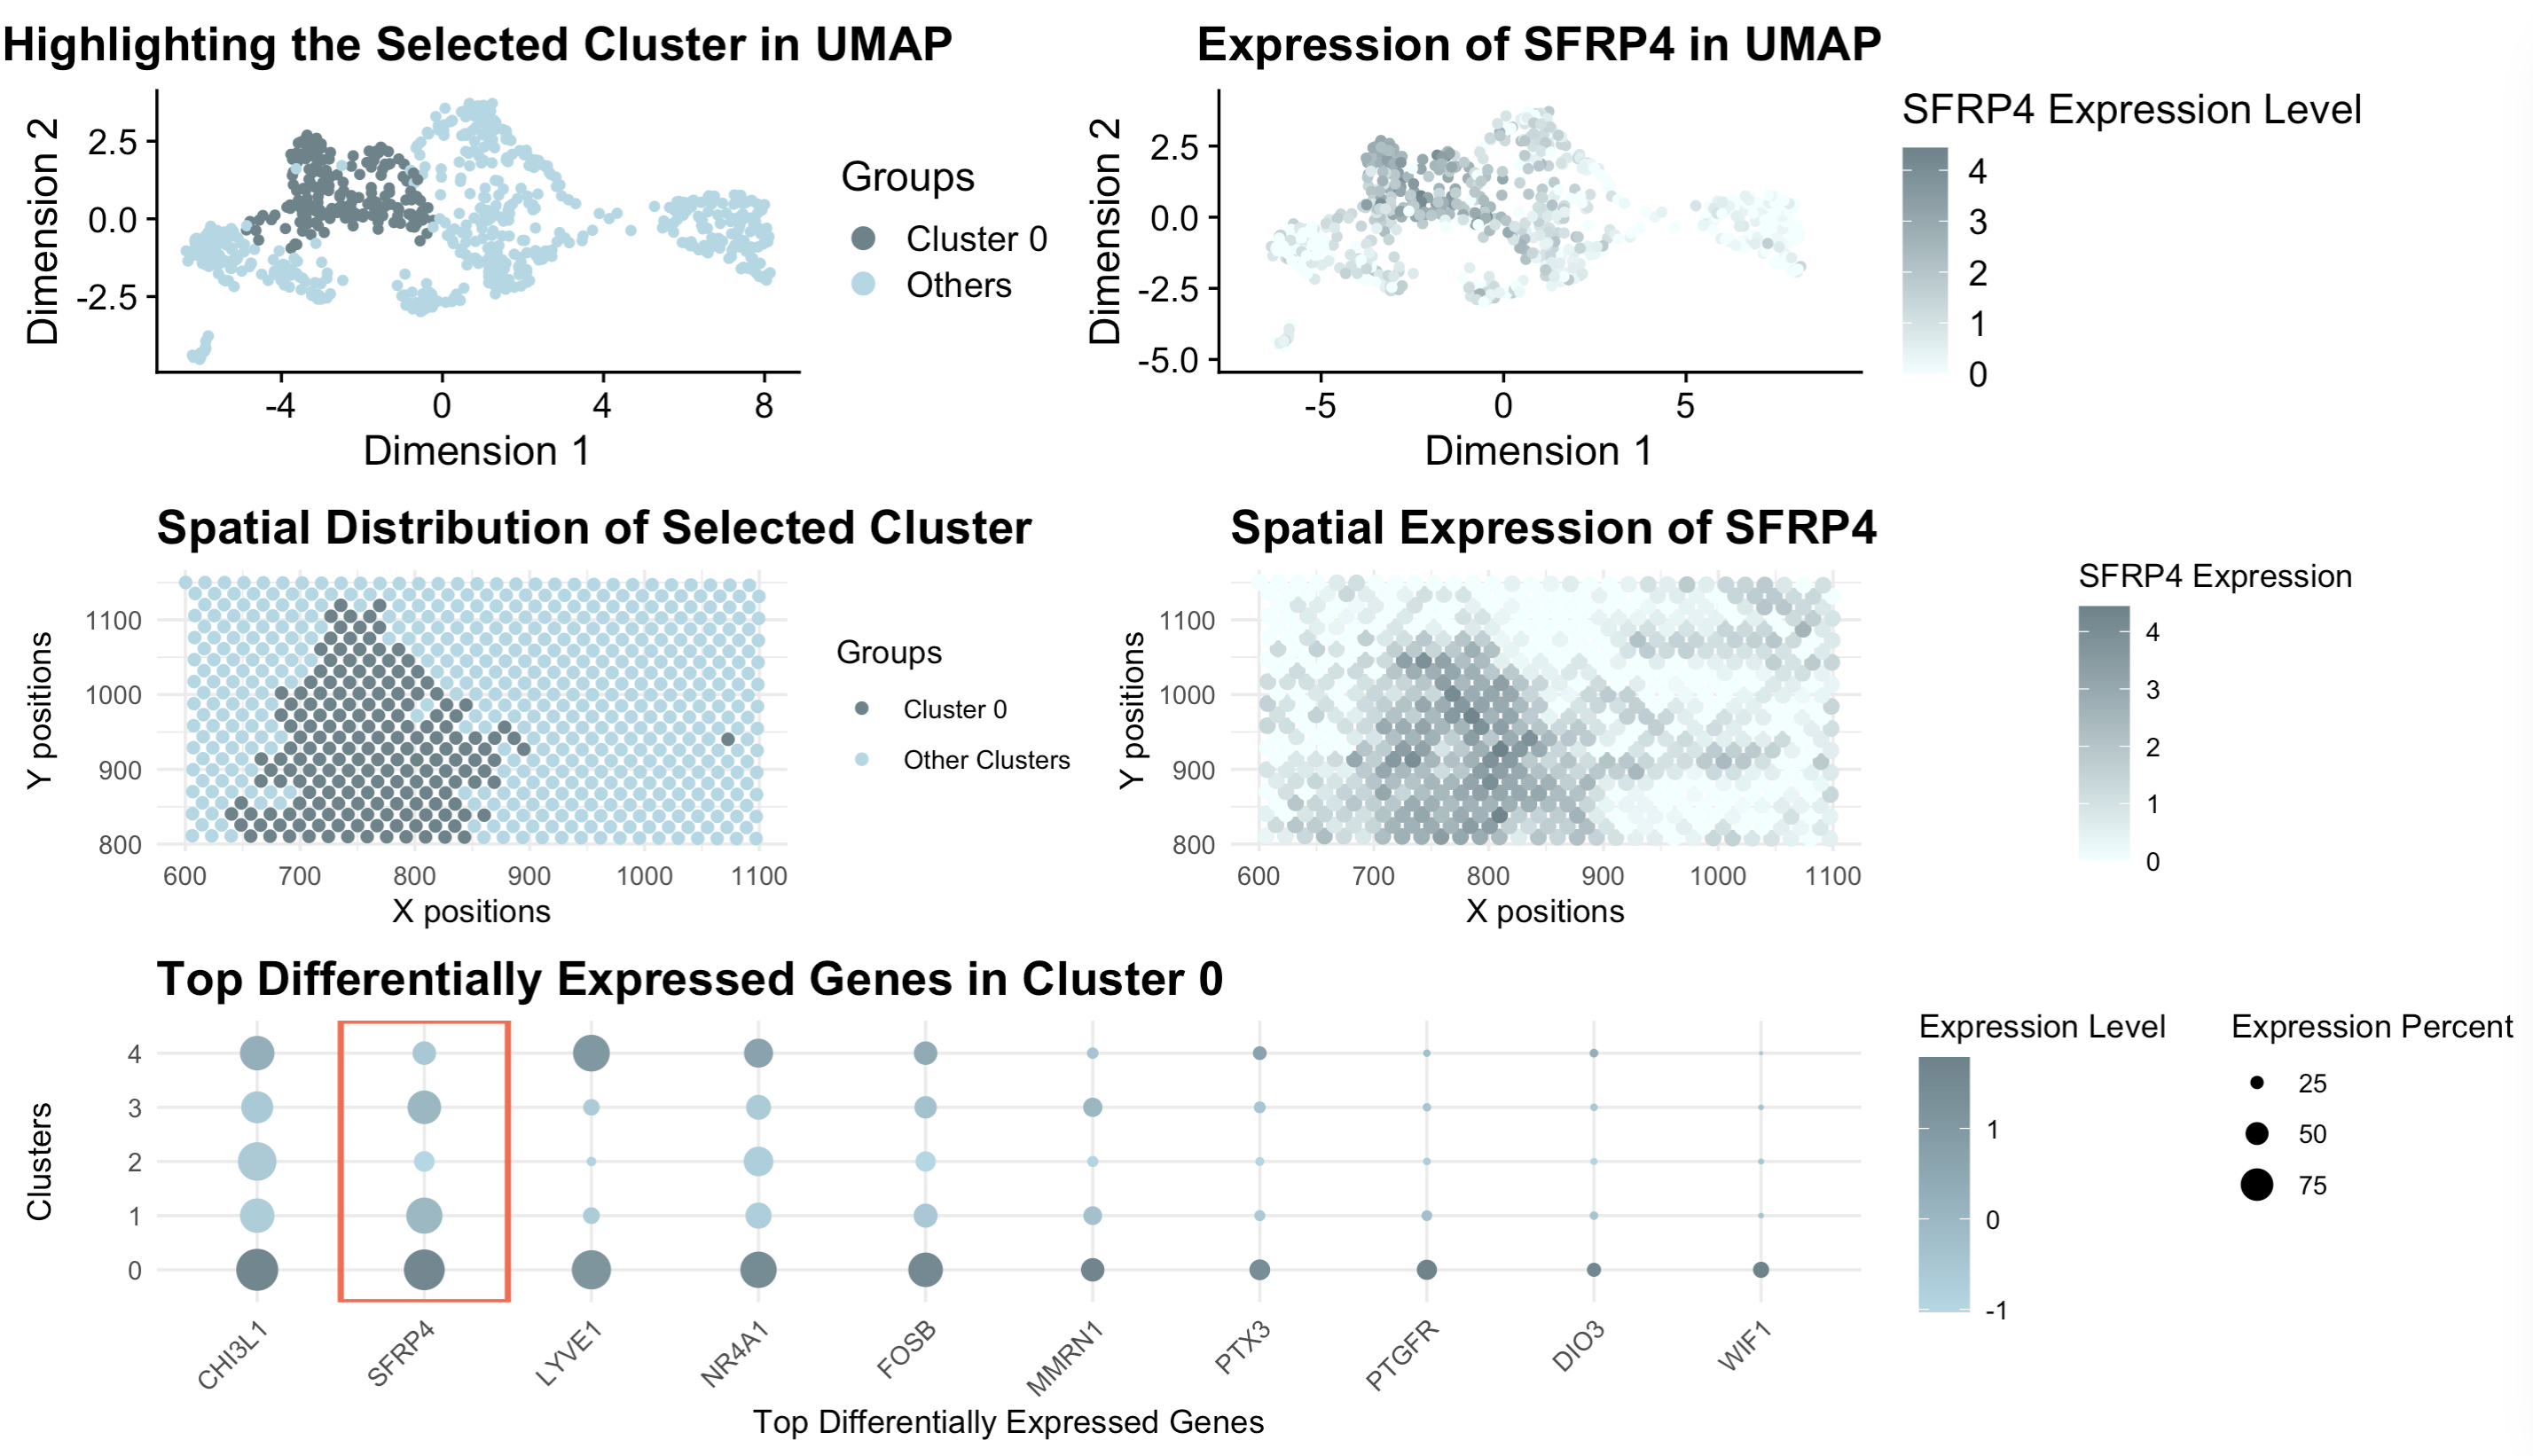 Highlighting the Selected Cluster in UMAP
Dimension 2
2.5
0.0
-2.5
-4
0
4
8
Dimension 1
Groups
Cluster 0
Others
Expression of SFRP4 in UMAP
Dimension 2
2.5
0.0
-2.5
-5.0
-5
0
5
Dimension 1
SFRP4 Expression Level
4
3
2
1
0
Spatial Distribution of Selected Cluster
Y positions
1100
1000
900
800
600
700
800
900
1000
1100
X positions
Groups
Cluster 0
Other Clusters
Spatial Expression of SFRP4
Y positions
1100
1000
900
800
600
700
800
900
1000
1100
X positions
SFRP4 Expression
4
3
2
1
0
Top Differentially Expressed Genes in Cluster 0
Clusters
4
3
2
1
0
CHI3L1
SFRP4
LYVE1
NR4A1
FOSB
MMRN1
PTX3
PTGFR
DIO3
WIF1
Top Differentially Expressed Genes
Expression Level
1
0
-1
Expression Percent
25
50
75